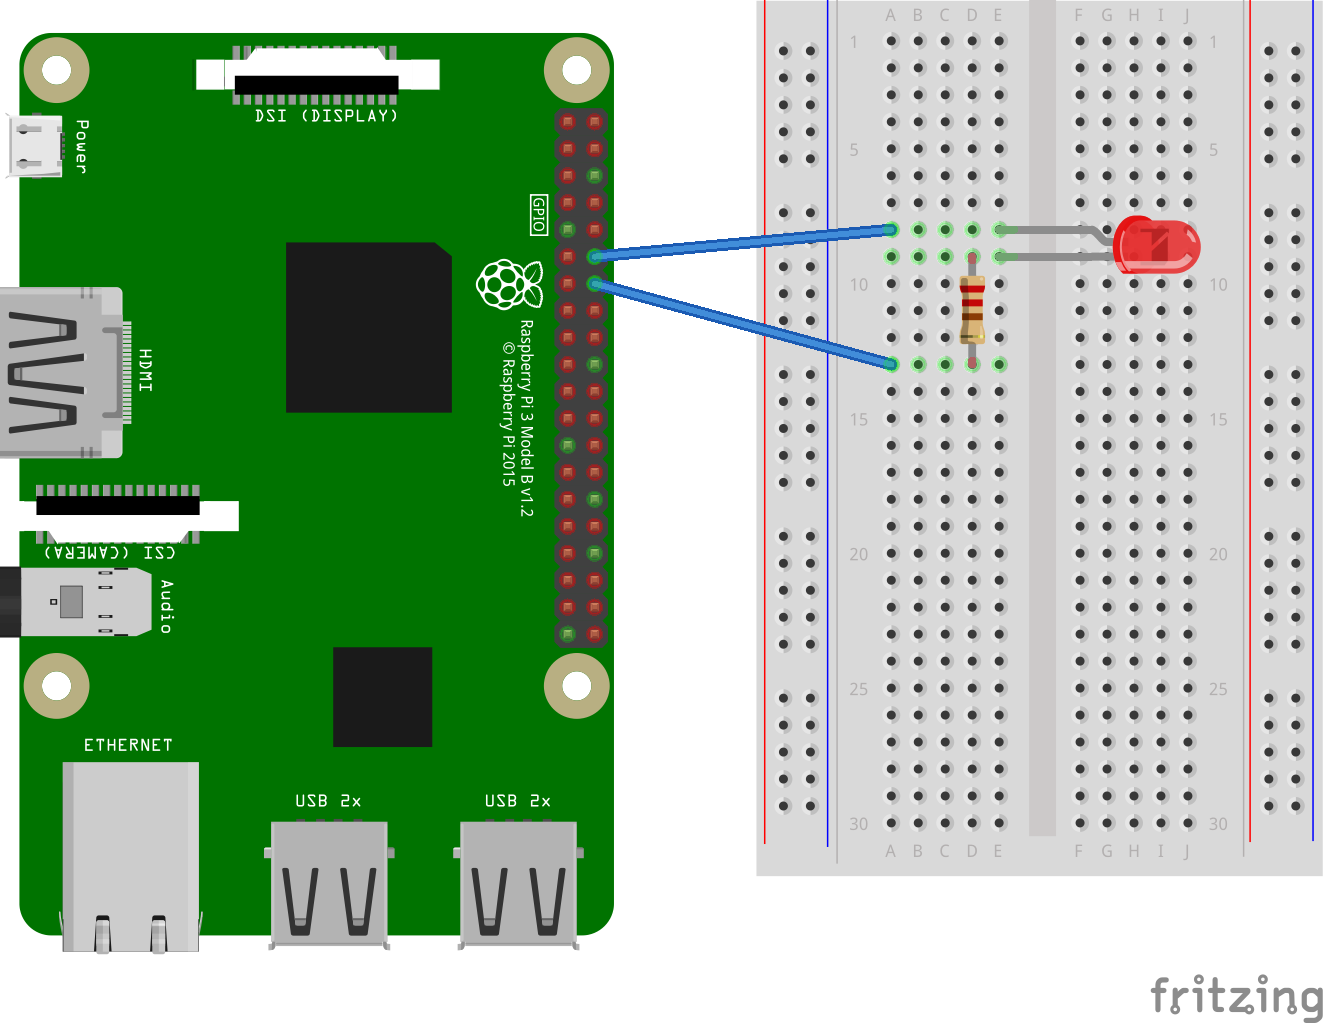 A B C D E F G H I J
1 1
DSI (DISPLAY)
Power
5 5
GPIO
10 10
HDMI
Raspberry Pi 3 Model B v1.2
© Raspberry Pi 2015
15 15
CSI (CAMERA)
20 20
Audio
25 25
ETHERNET
USB 2x USB 2x
30 30
A B C D E F G H I J
fritzing